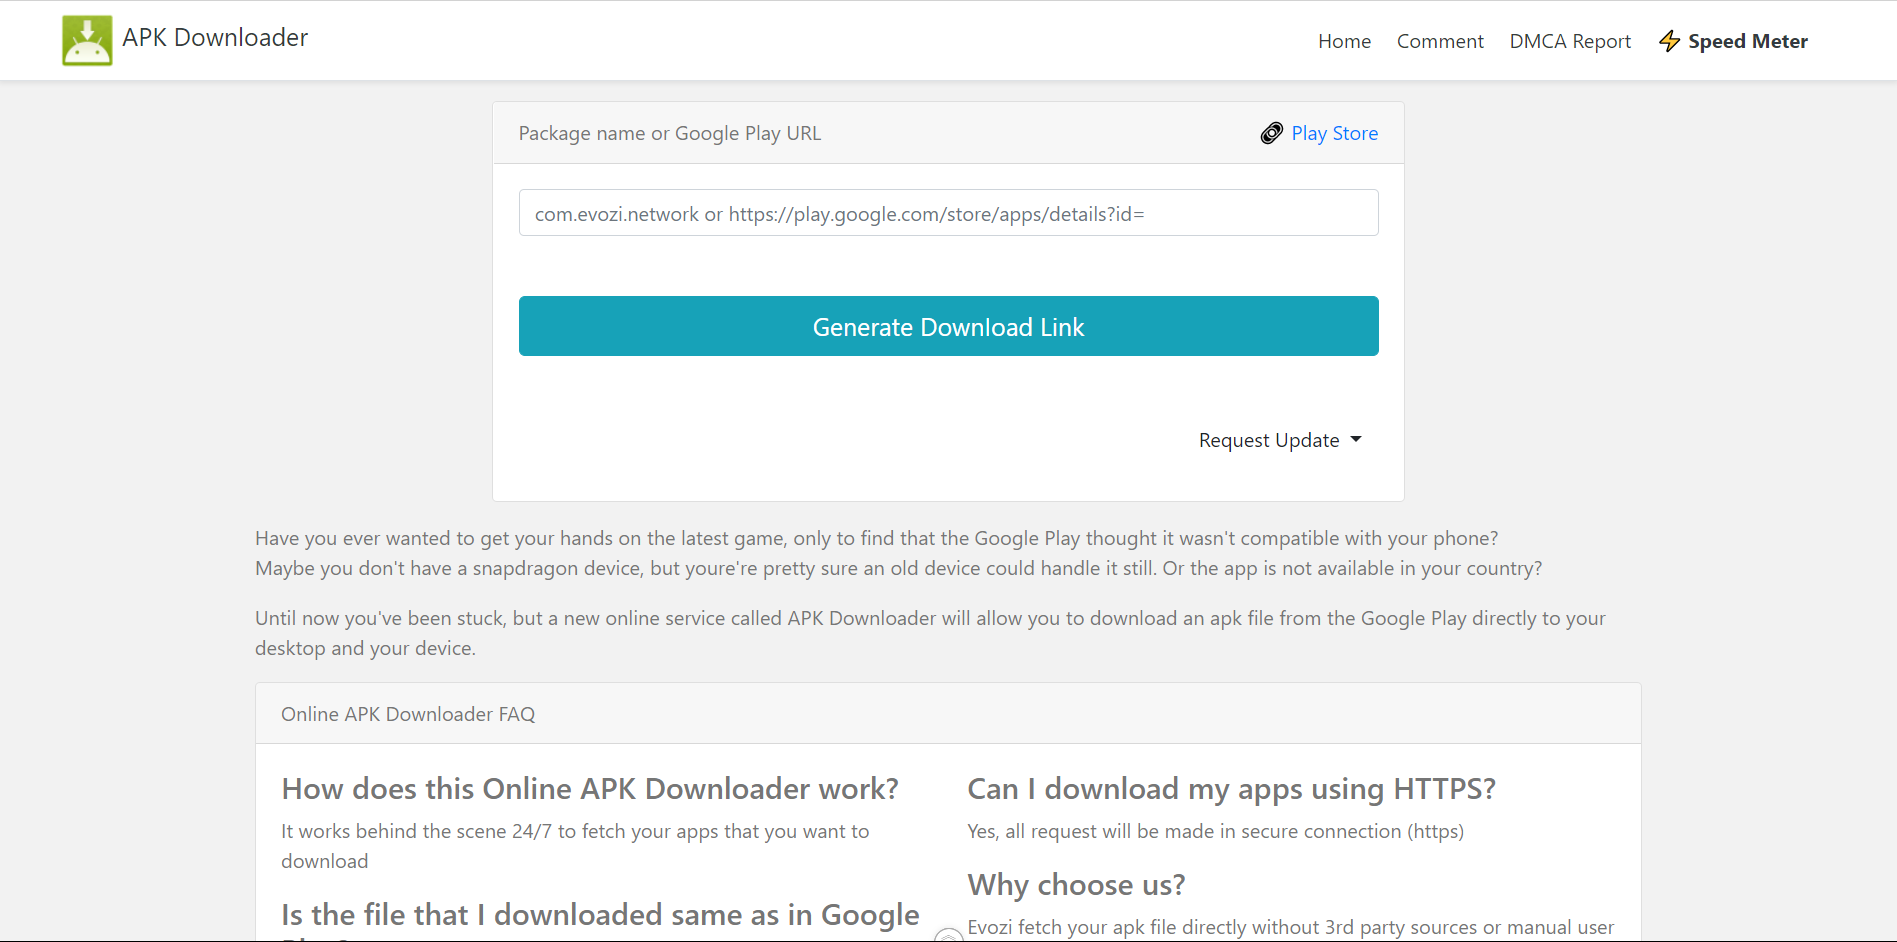 APK Downloader
Home Comment DMCA Report Speed Meter
Package name or Google Play URL Play Store
com.evozi.network or https://play.google.com/store/apps/details?id=
Generate Download Link
Request Update
Have you ever wanted to get your hands on the latest game, only to find that the Google Play thought it wasn't compatible with your phone?
Maybe you don't have a snapdragon device, but youre're pretty sure an old device could handle it still. Or the app is not available in your country?
Until now you've been stuck, but a new online service called APK Downloader will allow you to download an apk file from the Google Play directly to your
desktop and your device.
Online APK Downloader FAQ
How does this Online APK Downloader work?
It works behind the scene 24/7 to fetch your apps that you want to
download
Is the file that I downloaded same as in Google
Can I download my apps using HTTPS?
Yes, all request will be made in secure connection (https)
Why choose us?
Evozi fetch your apk file directly without 3rd party sources or manual user